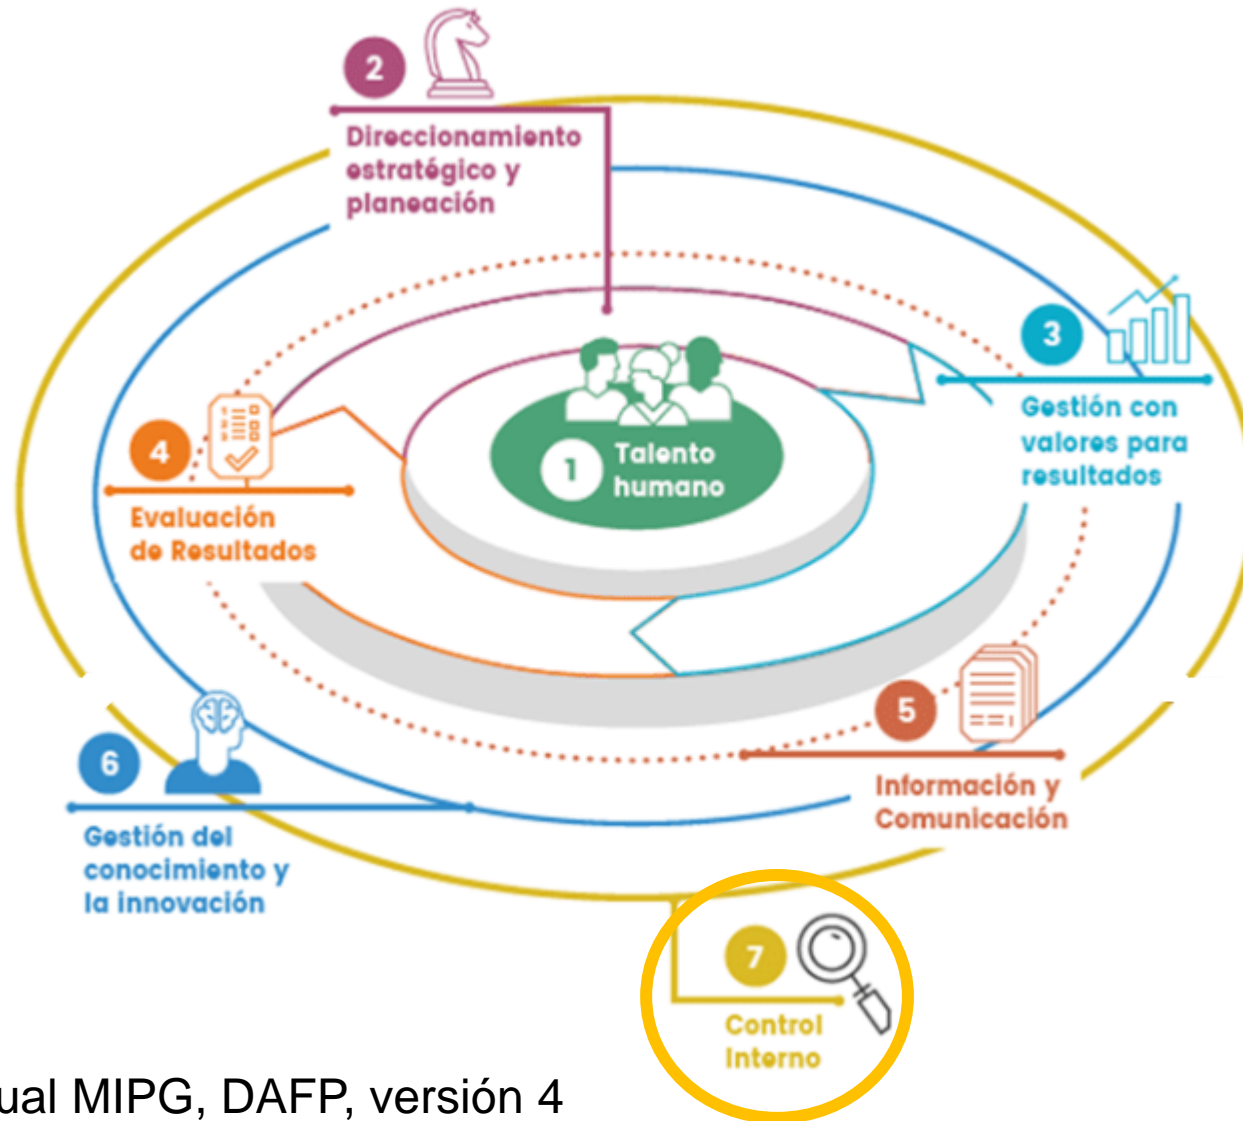 2
Direccionamiento
estratégico y
planeación
3
Gestión con
valores para
resultados
1
Talento
humano
4
Evaluación
de Resultados
5
Información y
Comunicación
6
Gestión del
conocimiento y
la innovación
7
Control
Interno
ual MIPG, DAFP, versión 4